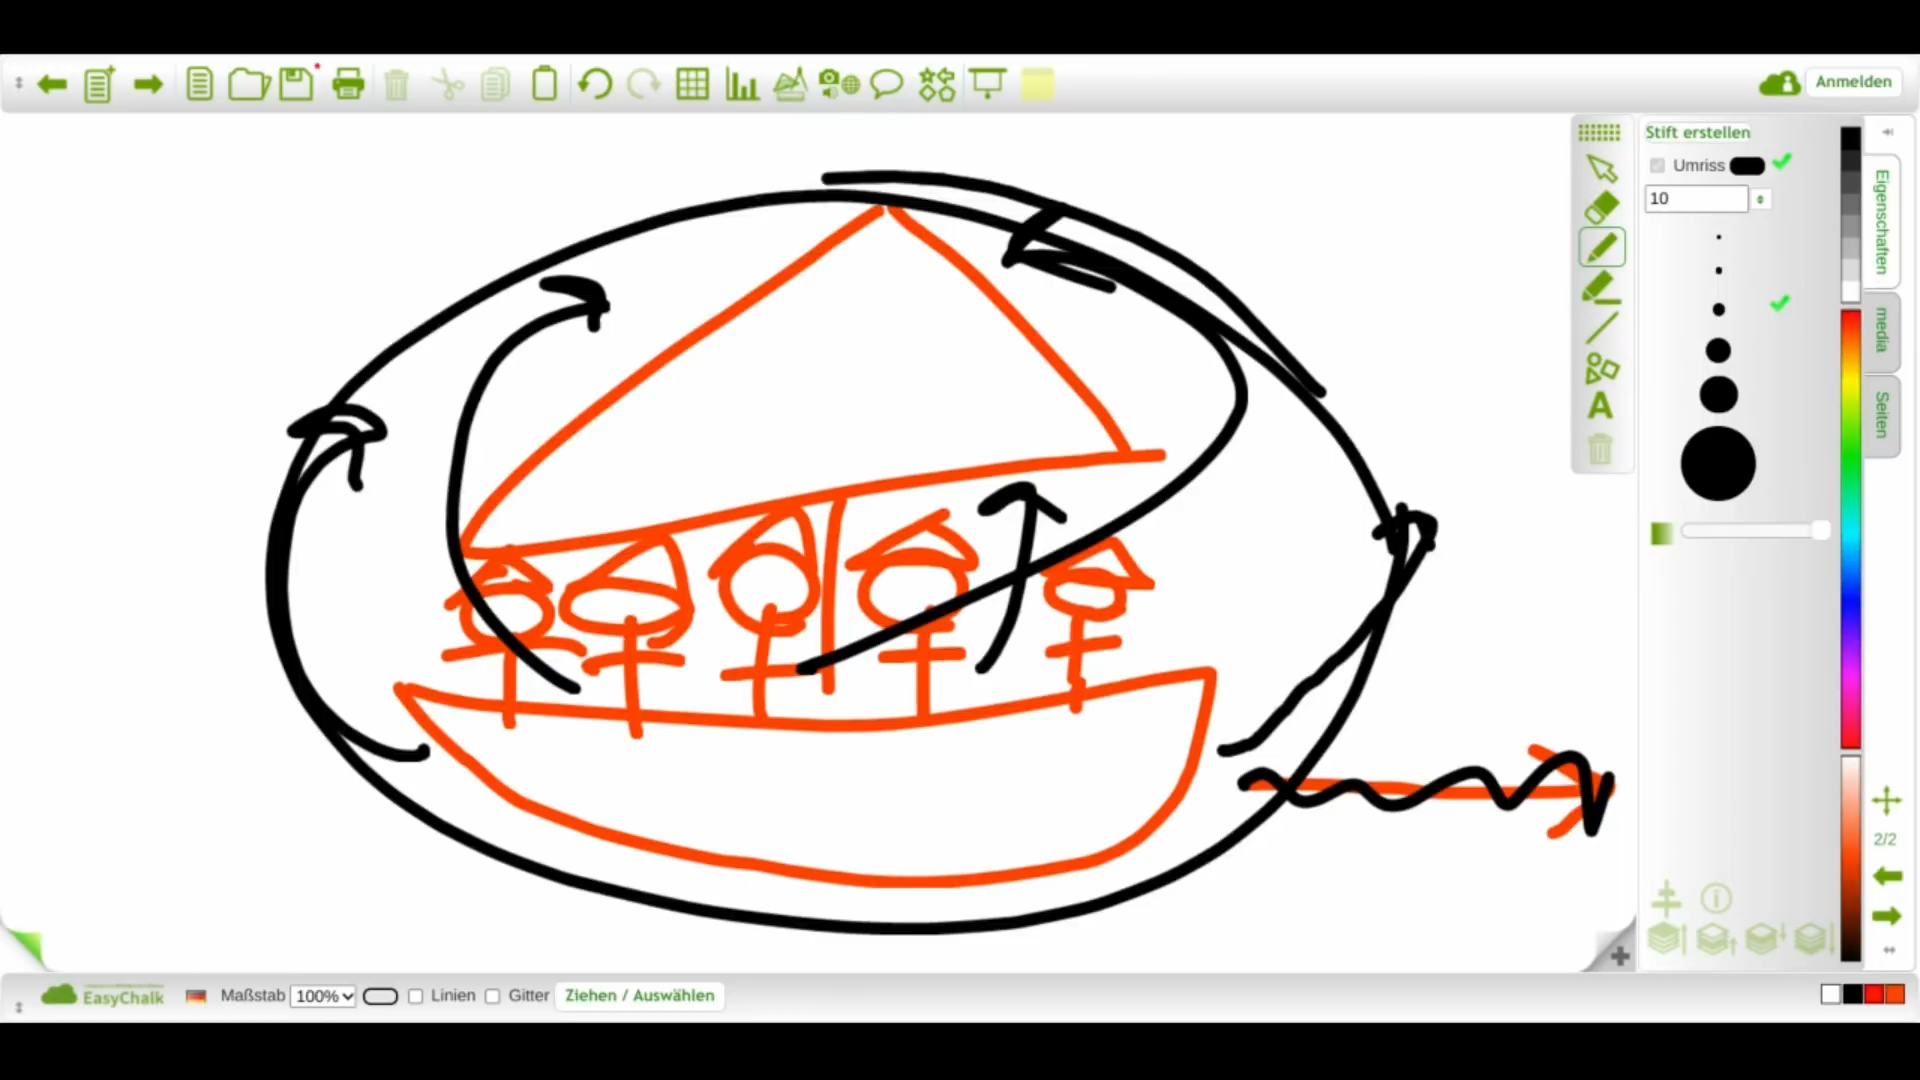 Anmelden
Stift erstellen
Umriss
10
Eigenschaften
media
Seiten
A
2/2
EasyChalk
Maßstab 100% Linien Gitter Ziehen / Auswählen